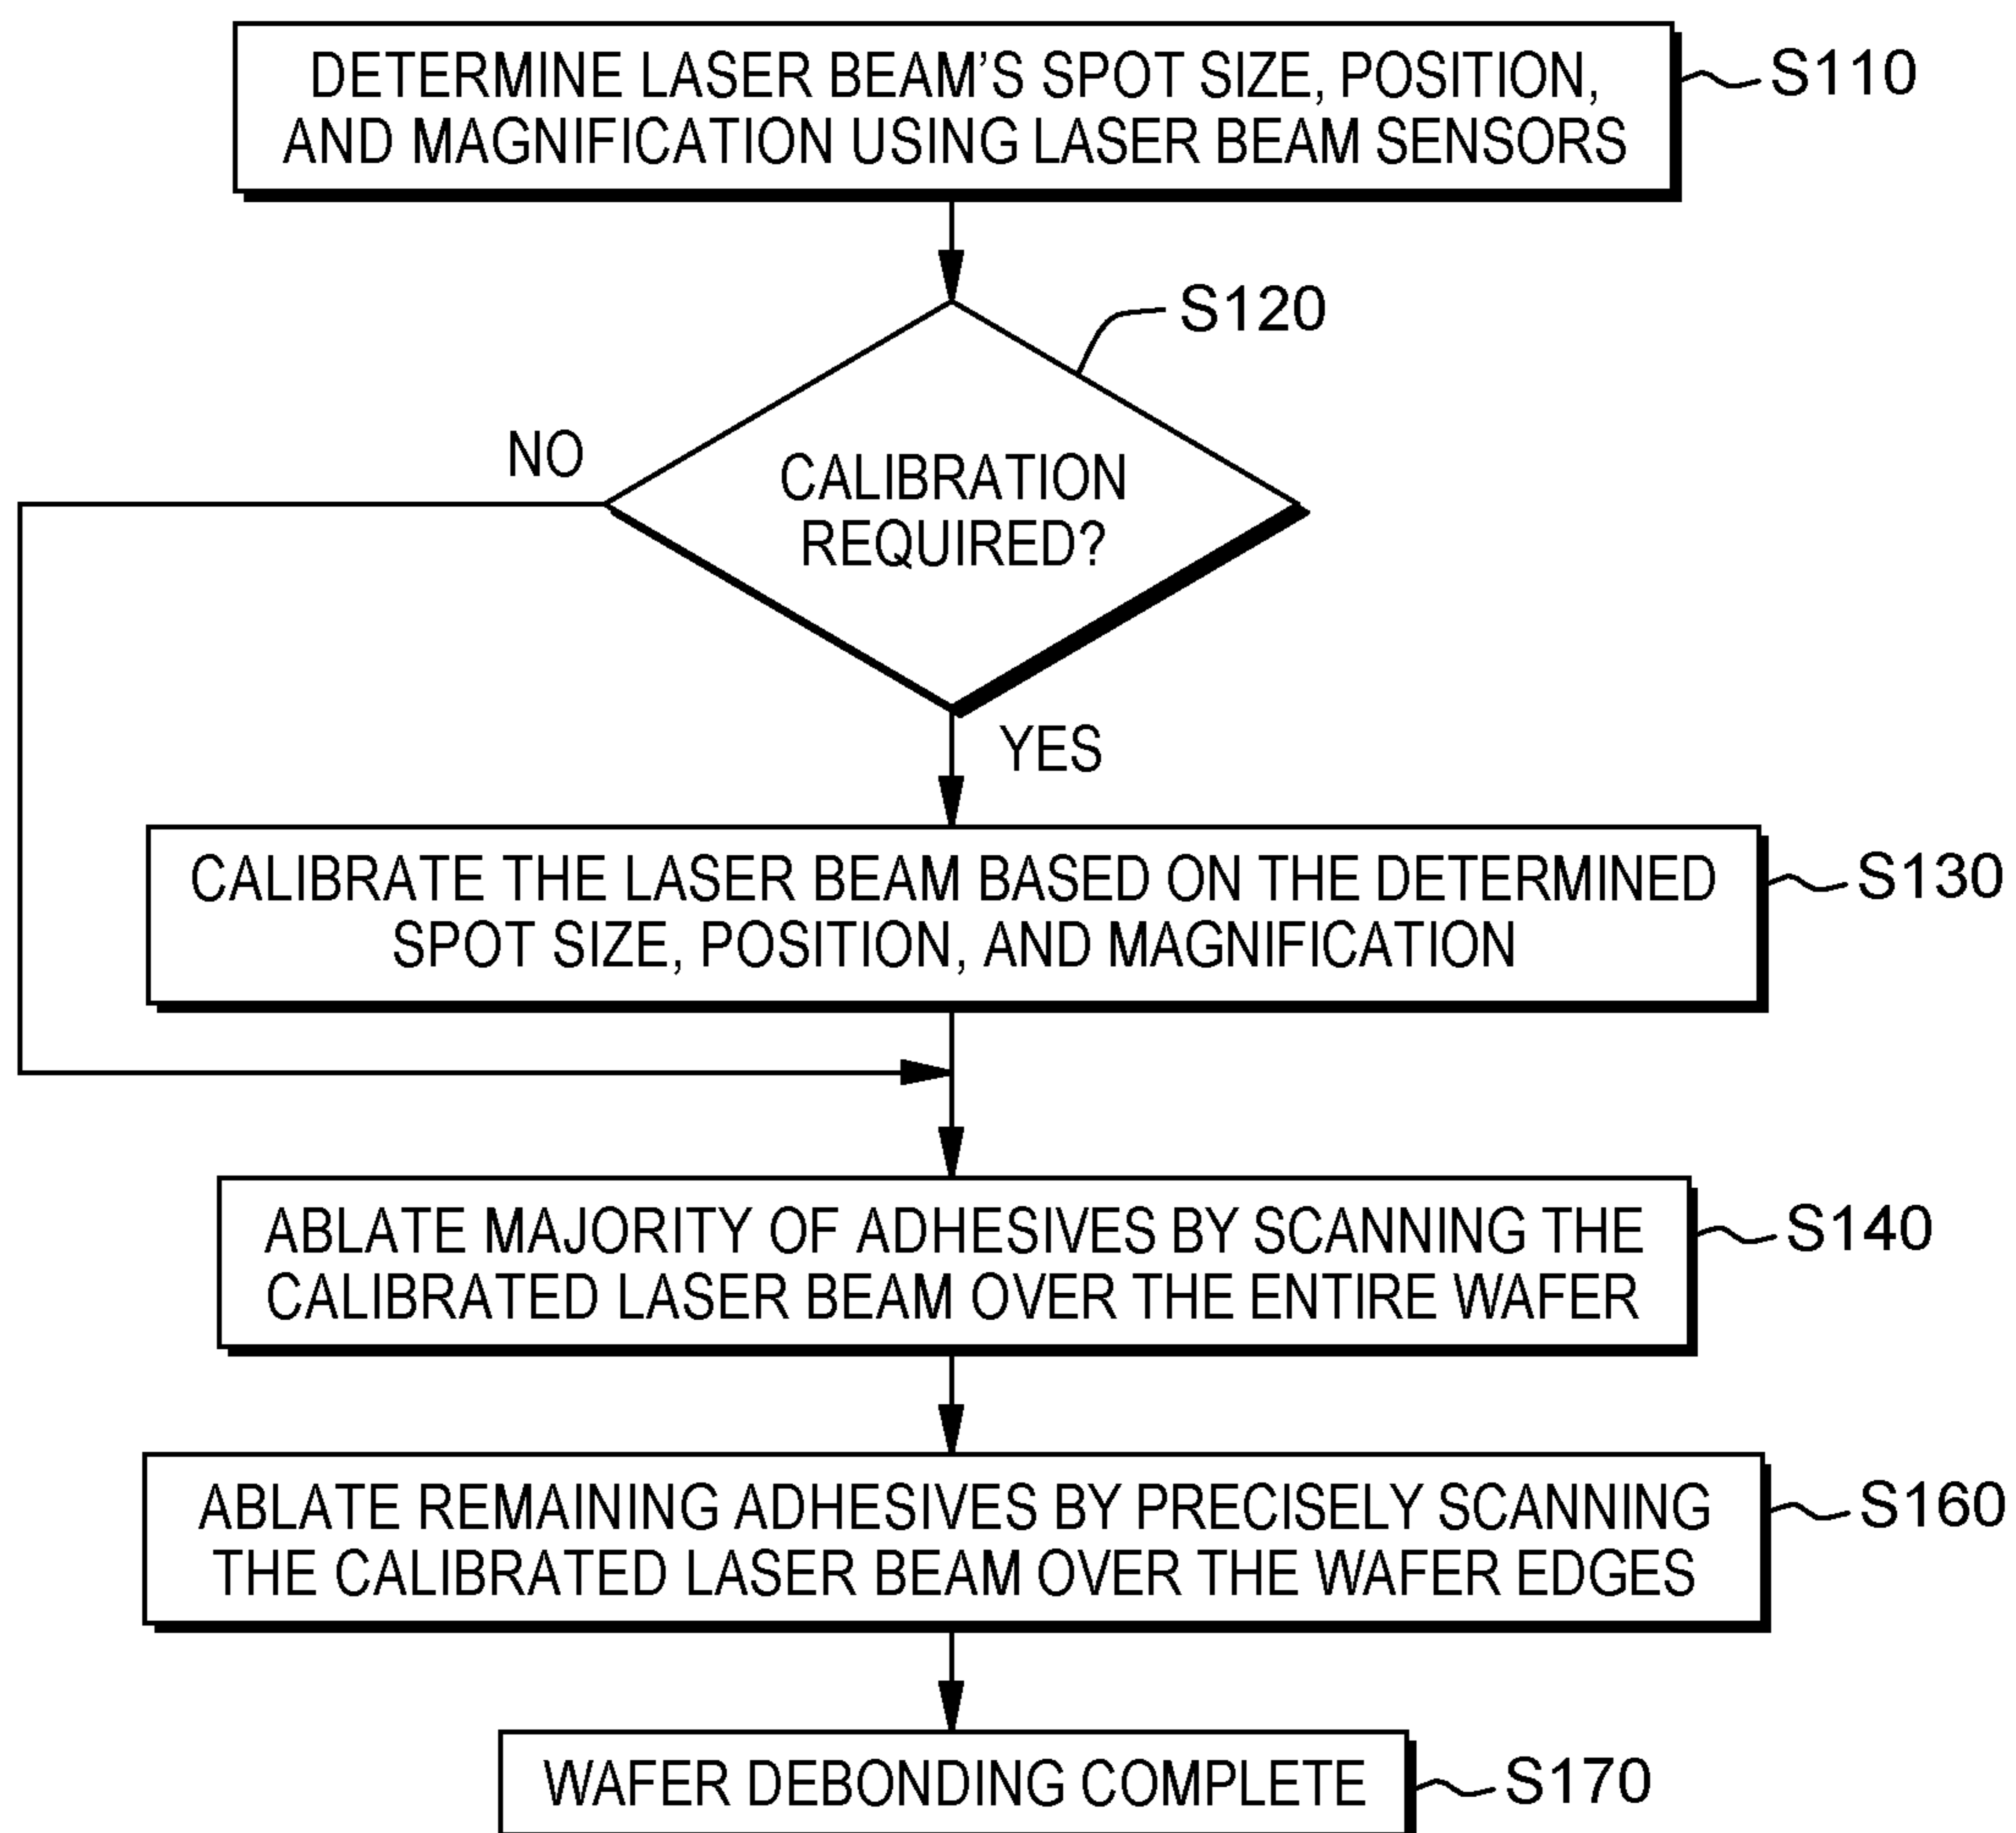 DETERMINE LASER BEAM'S SPOT SIZE, POSITION,
AND MAGNIFICATION USING LASER BEAM SENSORS
S110
S120
NO
CALIBRATION
REQUIRED?
YES
CALIBRATE THE LASER BEAM BASED ON THE DETERMINED
SPOT SIZE, POSITION, AND MAGNIFICATION
S130
ABLATE MAJORITY OF ADHESIVES BY SCANNING THE
CALIBRATED LASER BEAM OVER THE ENTIRE WAFER
S140
ABLATE REMAINING ADHESIVES BY PRECISELY SCANNING
THE CALIBRATED LASER BEAM OVER THE WAFER EDGES
S160
WAFER DEBONDING COMPLETE
S170